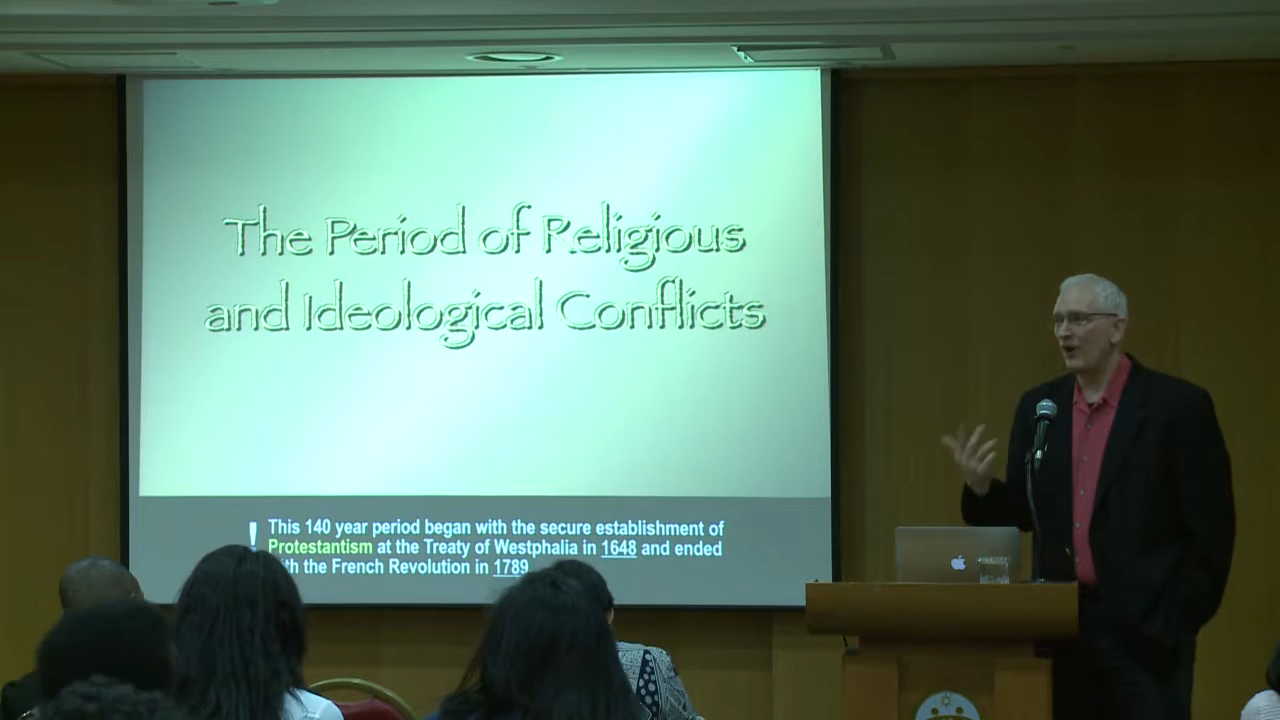 The Period of Religious
and Ideological Conflicts
! This 140 year period began with the secure establishment of
Protestantism at the Treaty of Westphalia in 1648 and ended
the French Revolution in 1789